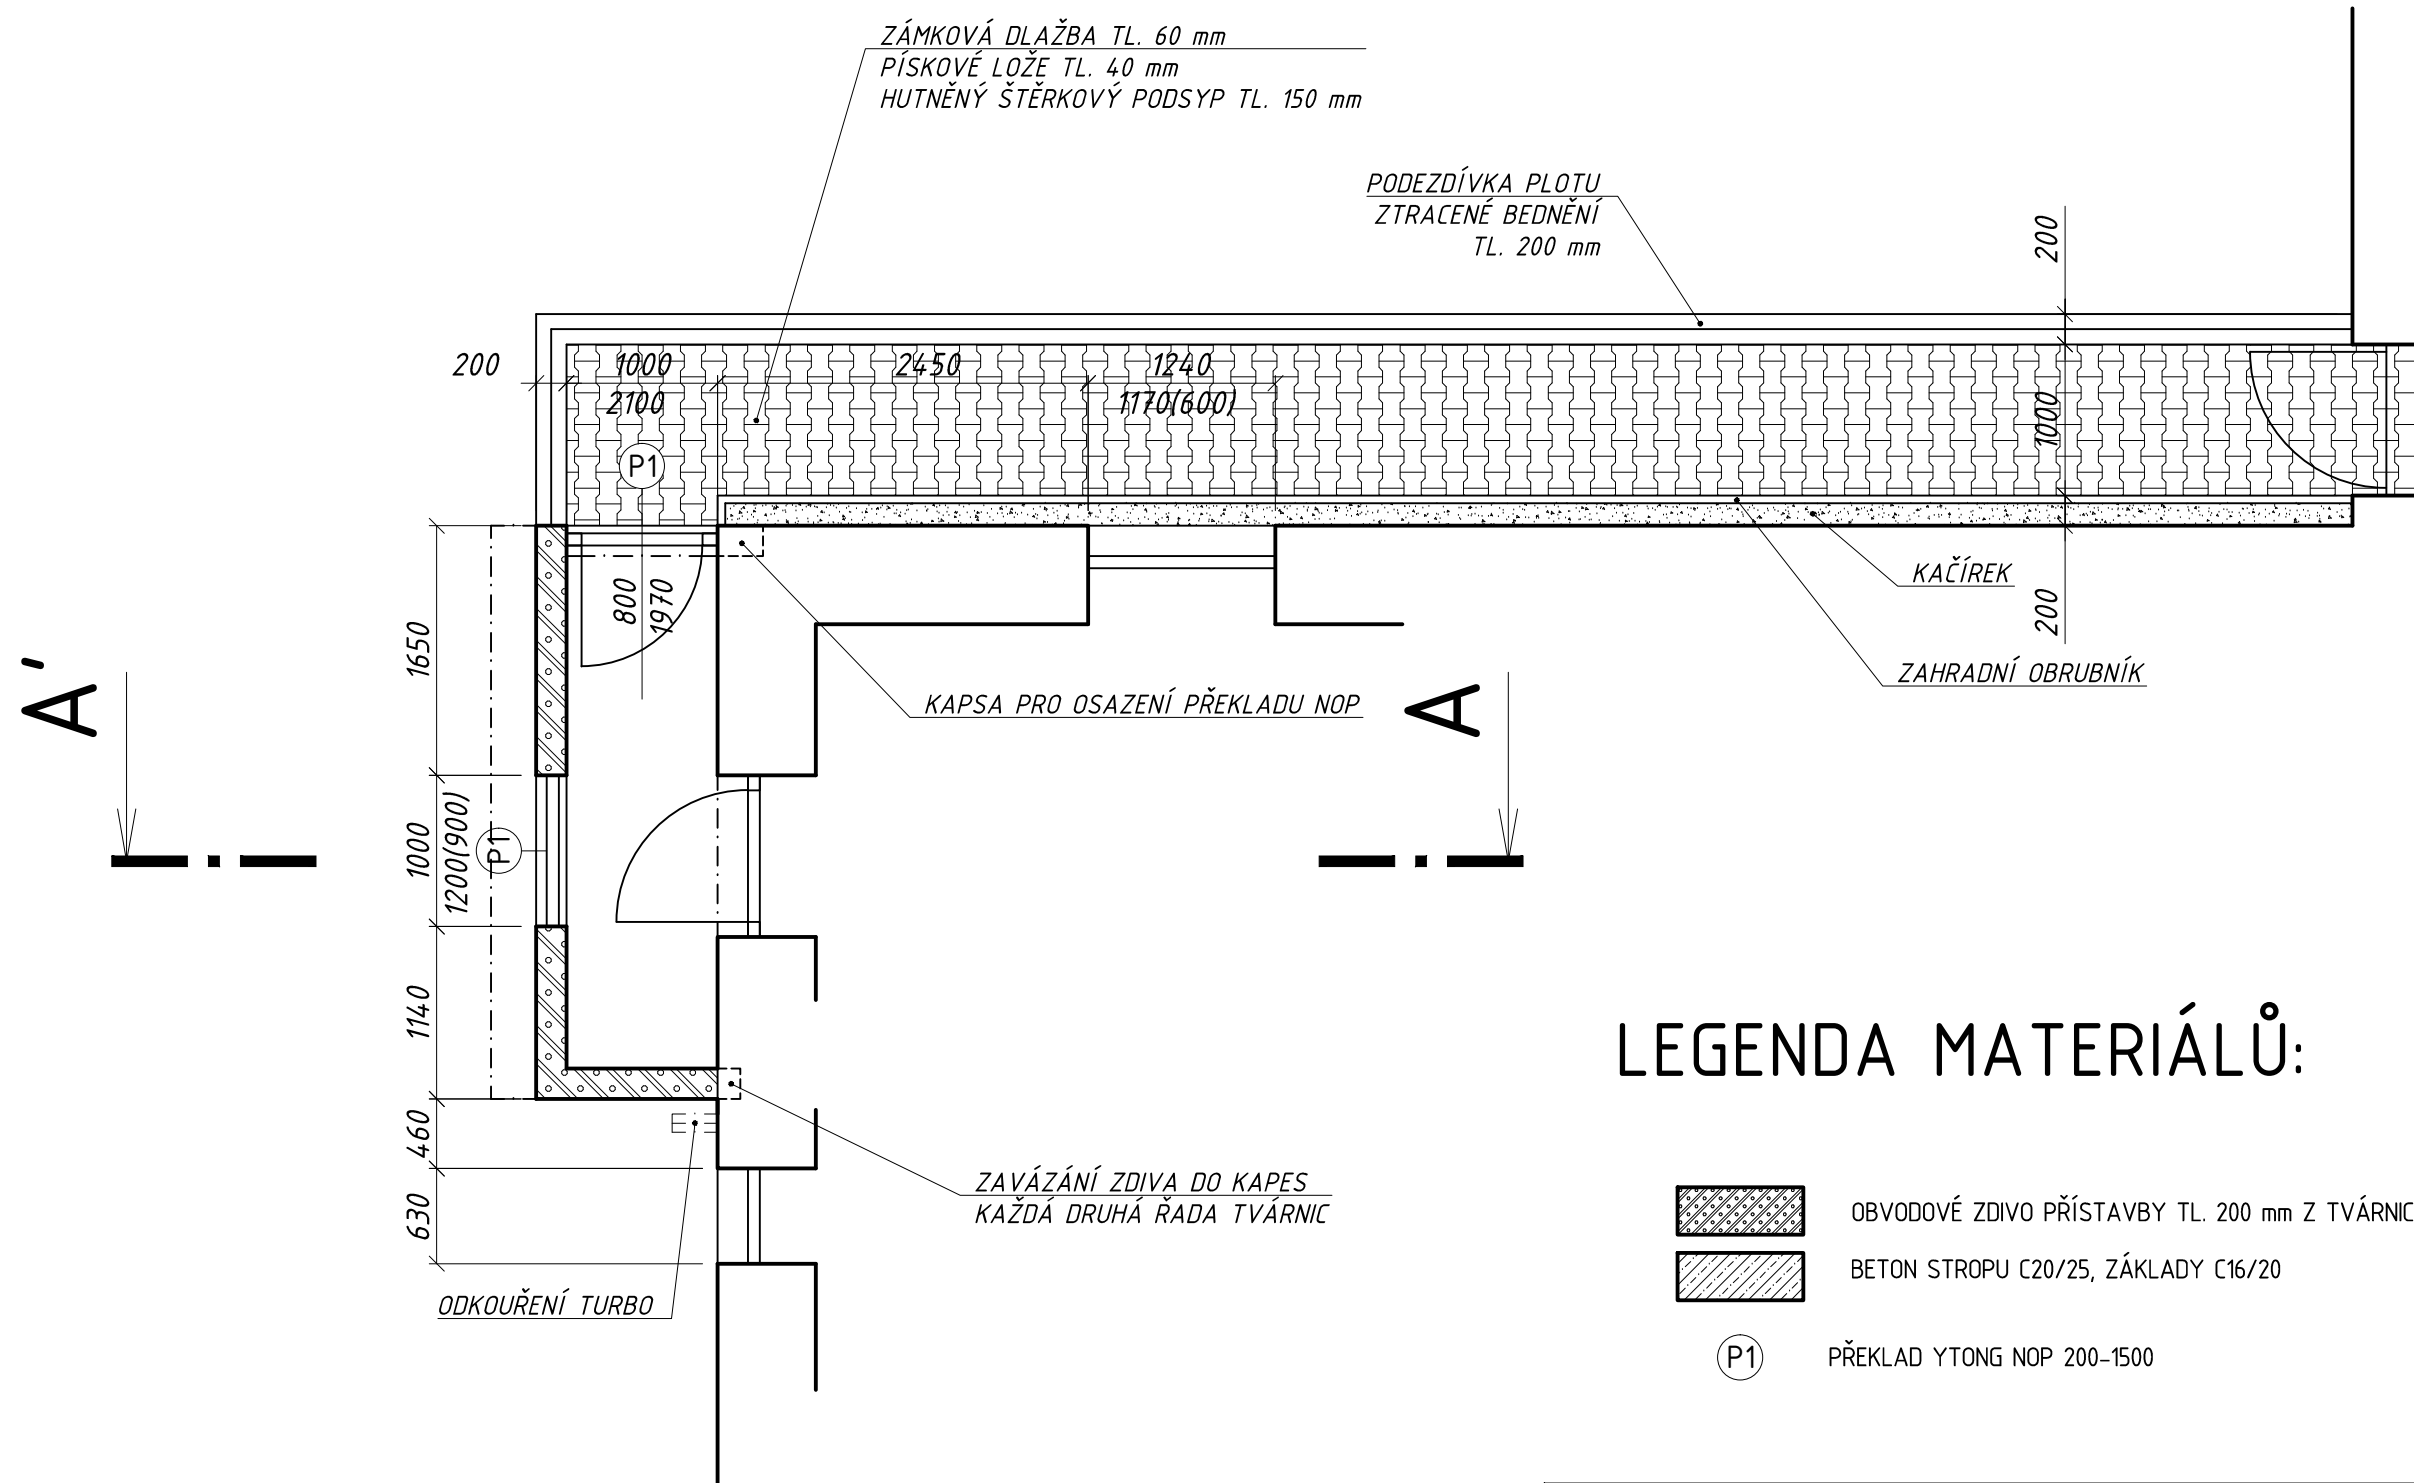 ZÁMKOVÁ DLAŽBA TL. 60 mm
PÍSKOVÉ LOŽE TL. 40 mm
HUTNĚNÝ ŠTĚRKOVÝ PODSYP TL. 150 mm
PODEZDÍVKA PLOTU
ZTRACENÉ BEDNĚNÍ
TL. 200 mm
200
200
1000
2450
1240
2100
1170(600)
1000
P1
KAČÍREK
800
1970
200
1650
ZAHRADNÍ OBRUBNÍK
KAPSA PRO OSAZENÍ PŘEKLADU NOP
A'
A
1000
1200(900)
P1
1140
LEGENDA MATERIÁLŮ:
460
ZAVÁZÁNÍ ZDIVA DO KAPES
KAŽDÁ DRUHÁ ŘADA TVÁRNIC
630
OBVODOVÉ ZDIVO PŘÍSTAVBY TL. 200 mm Z TVÁRNIC
BETON STROPU C20/25, ZÁKLADY C16/20
ODKOUŘENÍ TURBO
P1 PŘEKLAD YTONG NOP 200-1500